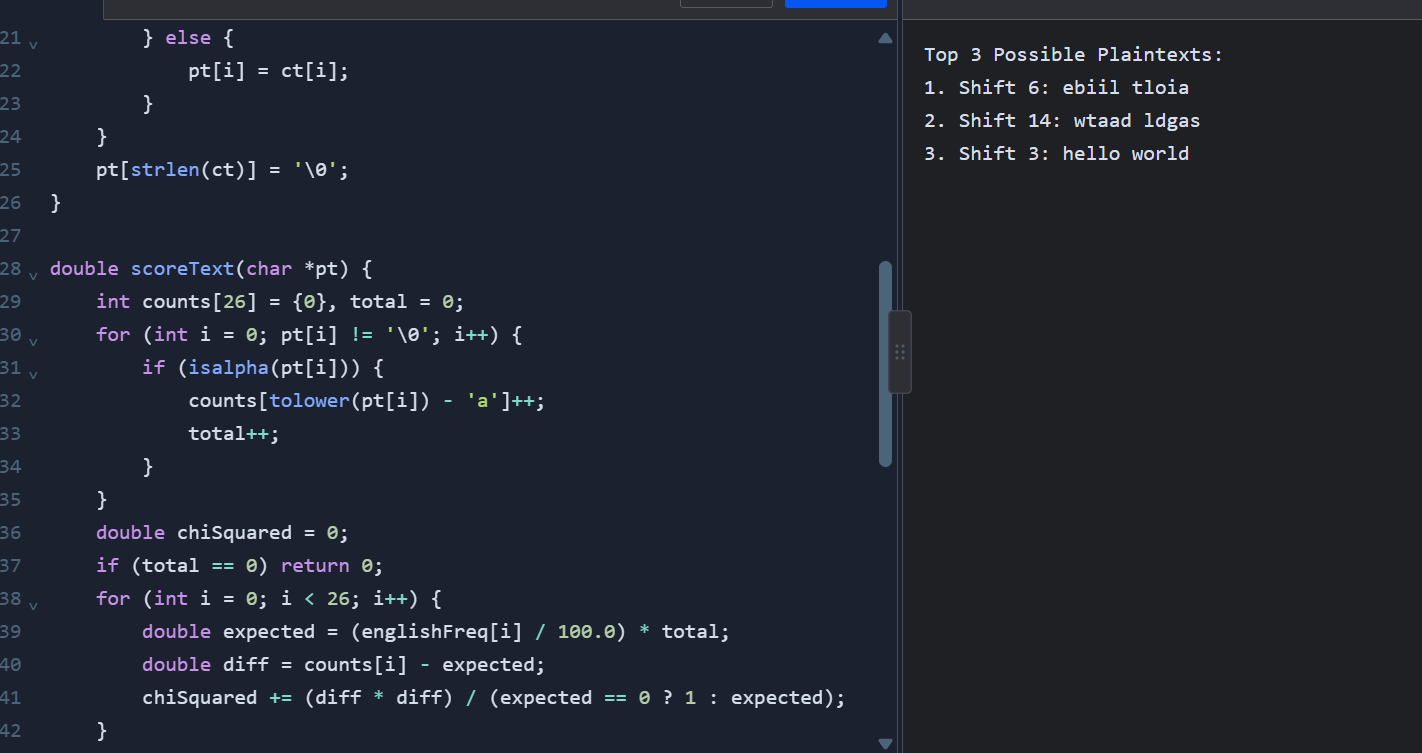 21 } else {
22 pt[i] = ct[i];
23 }
24 }
25 pt[strlen(ct)] = '\0';
26 }
27
28 double scoreText(char *pt) {
29 int counts[26] = {0}, total = 0;
30 for (int i = 0; pt[i] != '\0'; i++) {
31 if (isalpha(pt[i])) {
32 counts[tolower(pt[i]) - 'a']++;
33 total++;
34 }
35 }
36 double chiSquared = 0;
37 if (total == 0) return 0;
38 for (int i = 0; i < 26; i++) {
39 double expected = (englishFreq[i] / 100.0) * total;
40 double diff = counts[i] - expected;
41 chiSquared += (diff * diff) / (expected == 0 ? 1 : expected);
42 }
Top 3 Possible Plaintexts:
1. Shift 6: ebiil tloia
2. Shift 14: wtaad ldgas
3. Shift 3: hello world